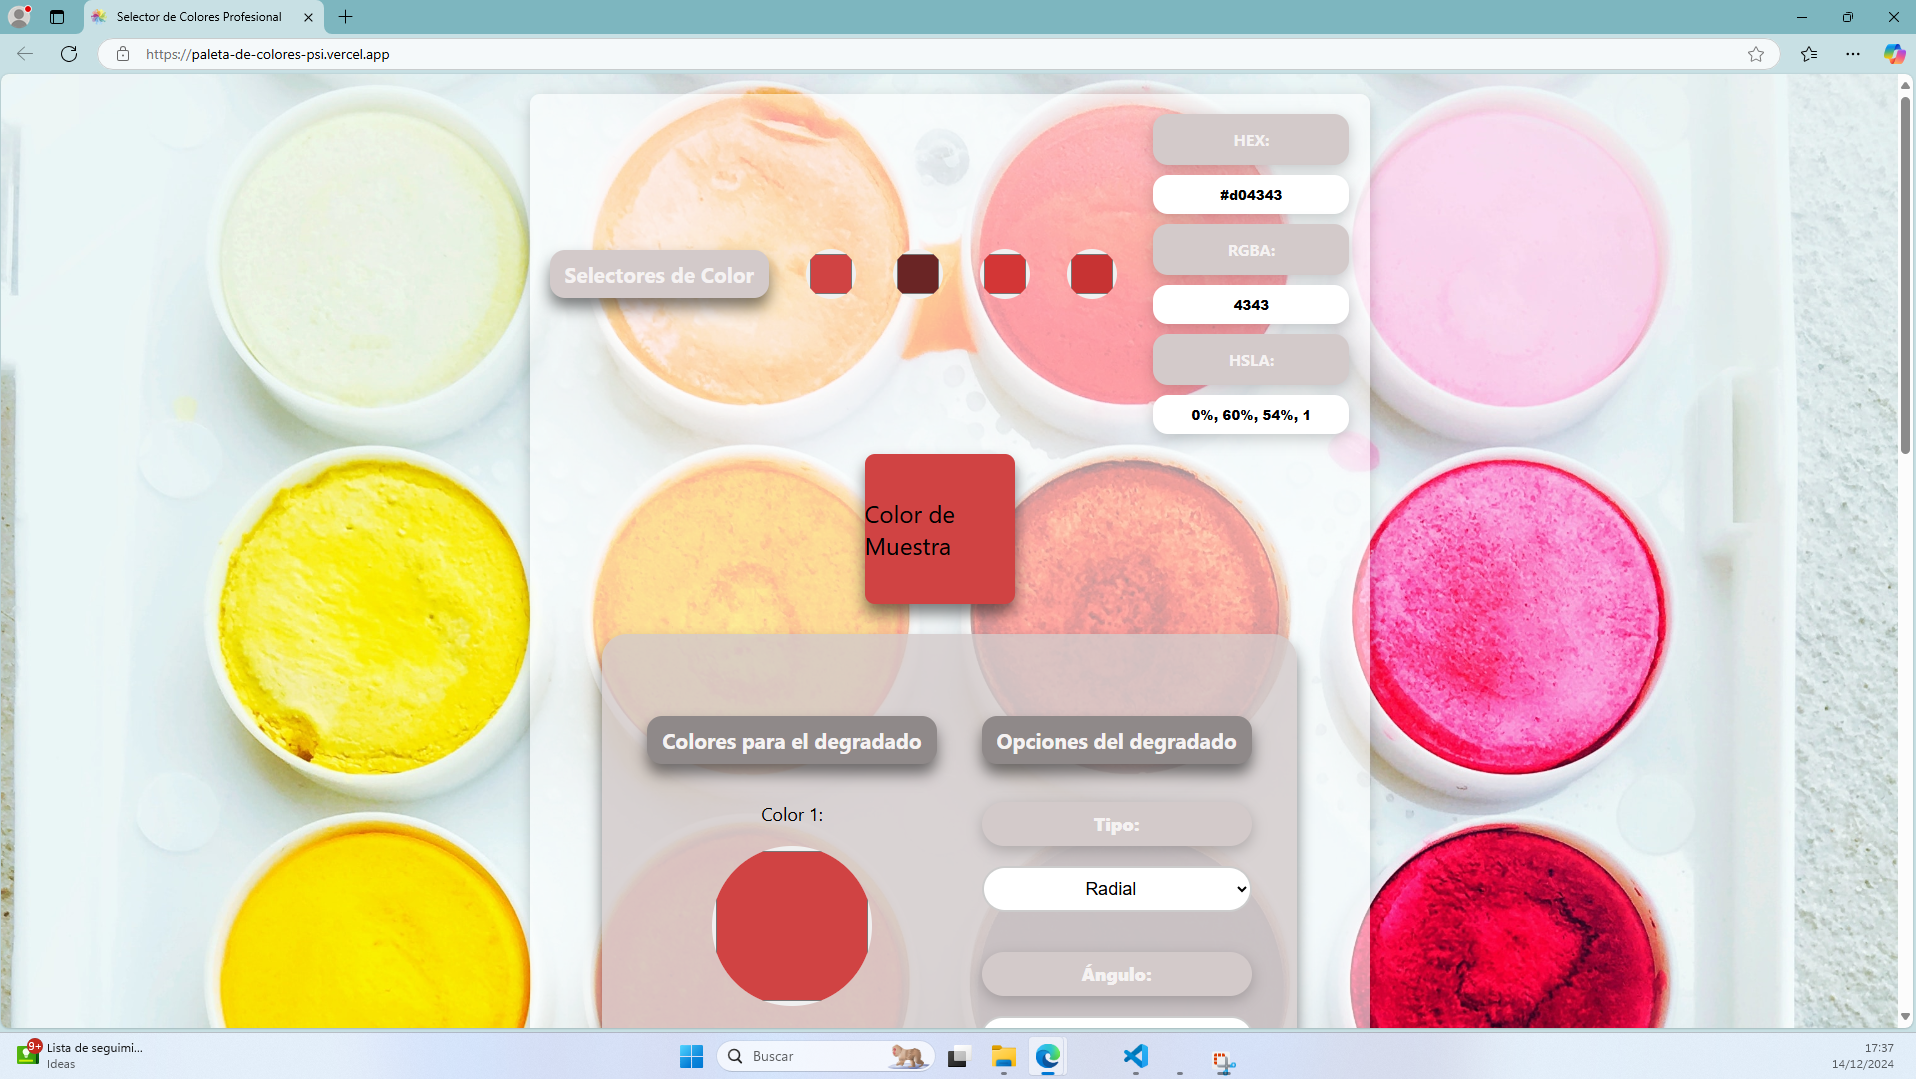 Selector de Colores Profesional
https://paleta-de-colores-psi.vercel.app
HEX:
#d04343
RGBA:
4343
HSLA:
0%, 60%, 54%, 1
Selectores de Color
Color de
Muestra
Colores para el degradado
Opciones del degradado
Color 1:
Tipo:
Radial
Ángulo:
9+
Lista de seguimi...
Ideas
Buscar
17:37
14/12/2024